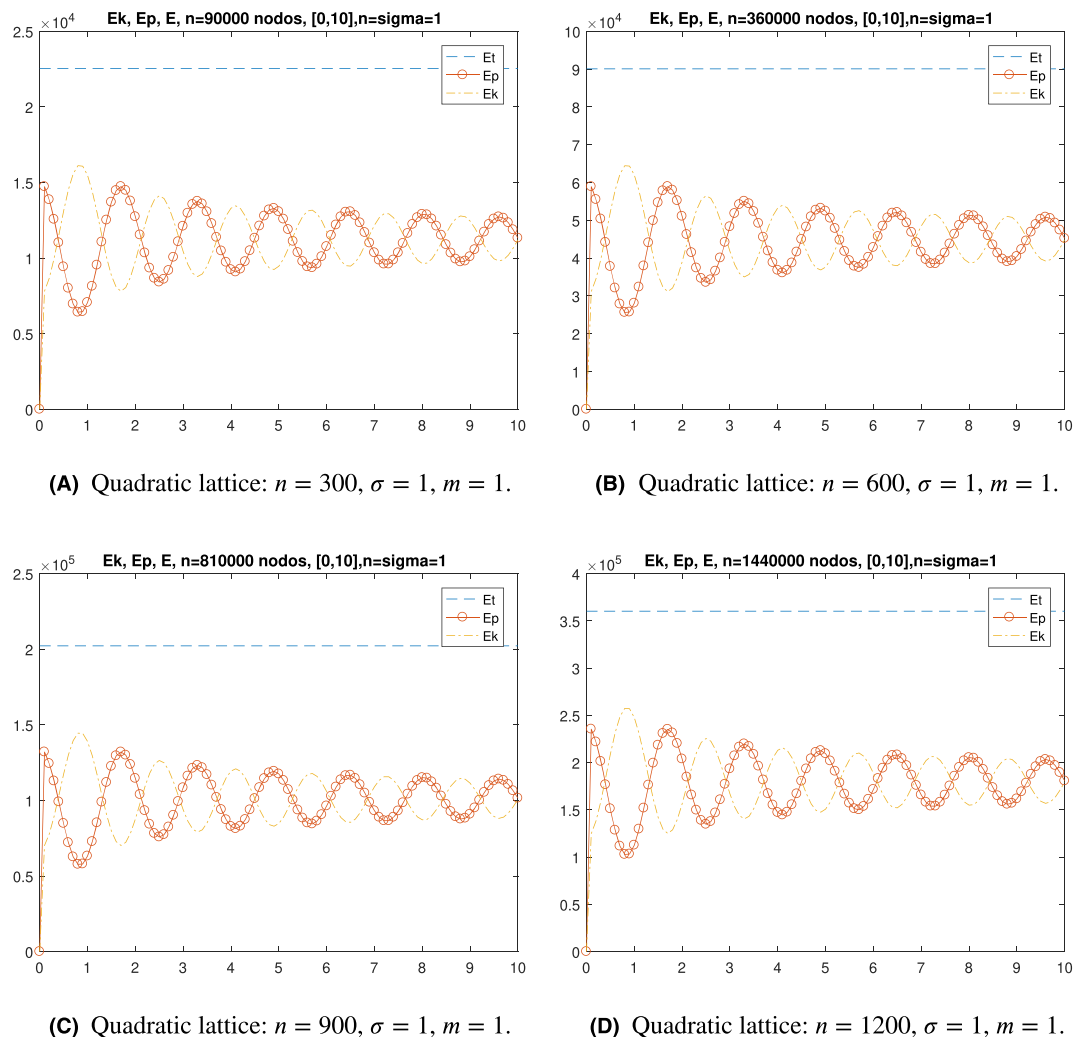 Ek, Ep, E, n=90000 nodos, [0,10],n=sigma=1
×10^4
2.5
2
1.5
1
0.5
0
0 1 2 3 4 5 6 7 8 9 10
Et
Ep
Ek
(A) Quadratic lattice: n = 300, σ = 1, m = 1.
Ek, Ep, E, n=360000 nodos, [0,10],n=sigma=1
×10^4
10
9
8
7
6
5
4
3
2
1
0
0 1 2 3 4 5 6 7 8 9 10
Et
Ep
Ek
(B) Quadratic lattice: n = 600, σ = 1, m = 1.
Ek, Ep, E, n=810000 nodos, [0,10],n=sigma=1
×10^5
2.5
2
1.5
1
0.5
0
0 1 2 3 4 5 6 7 8 9 10
Et
Ep
Ek
(C) Quadratic lattice: n = 900, σ = 1, m = 1.
Ek, Ep, E, n=1440000 nodos, [0,10],n=sigma=1
×10^5
4
3.5
3
2.5
2
1.5
1
0.5
0
0 1 2 3 4 5 6 7 8 9 10
Et
Ep
Ek
(D) Quadratic lattice: n = 1200, σ = 1, m = 1.